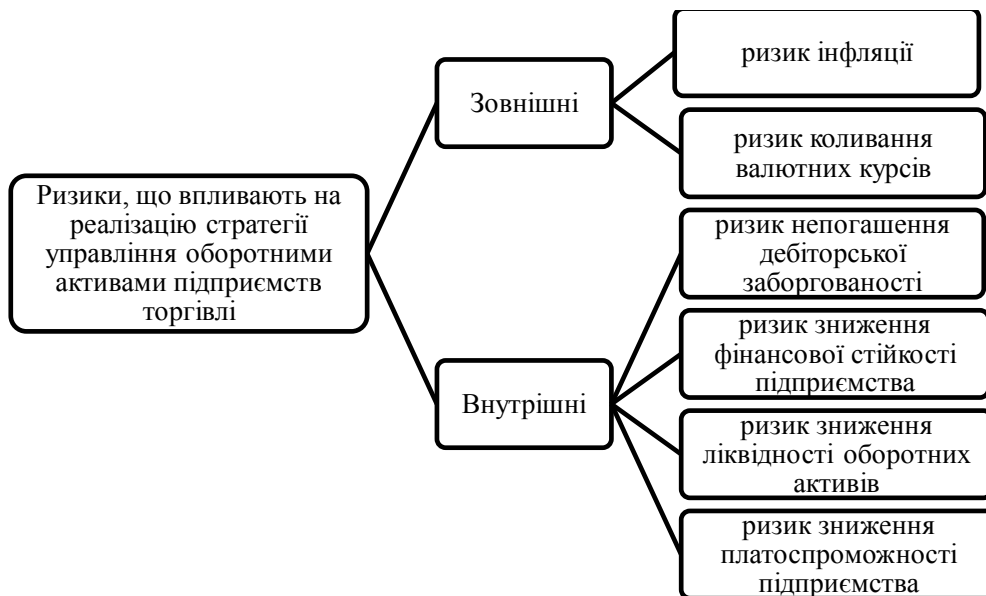 Ризики, що впливають на
реалізацію стратегії
управління оборотними
активами підприємств
торгівлі
Зовнішні
ризик інфляції
ризик коливання
валютних курсів
Внутрішні
ризик непогашення
дебіторської
заборгованості
ризик зниження
фінансової стійкості
підприємства
ризик зниження
ліквідності оборотних
активів
ризик зниження
платоспроможності
підприємства